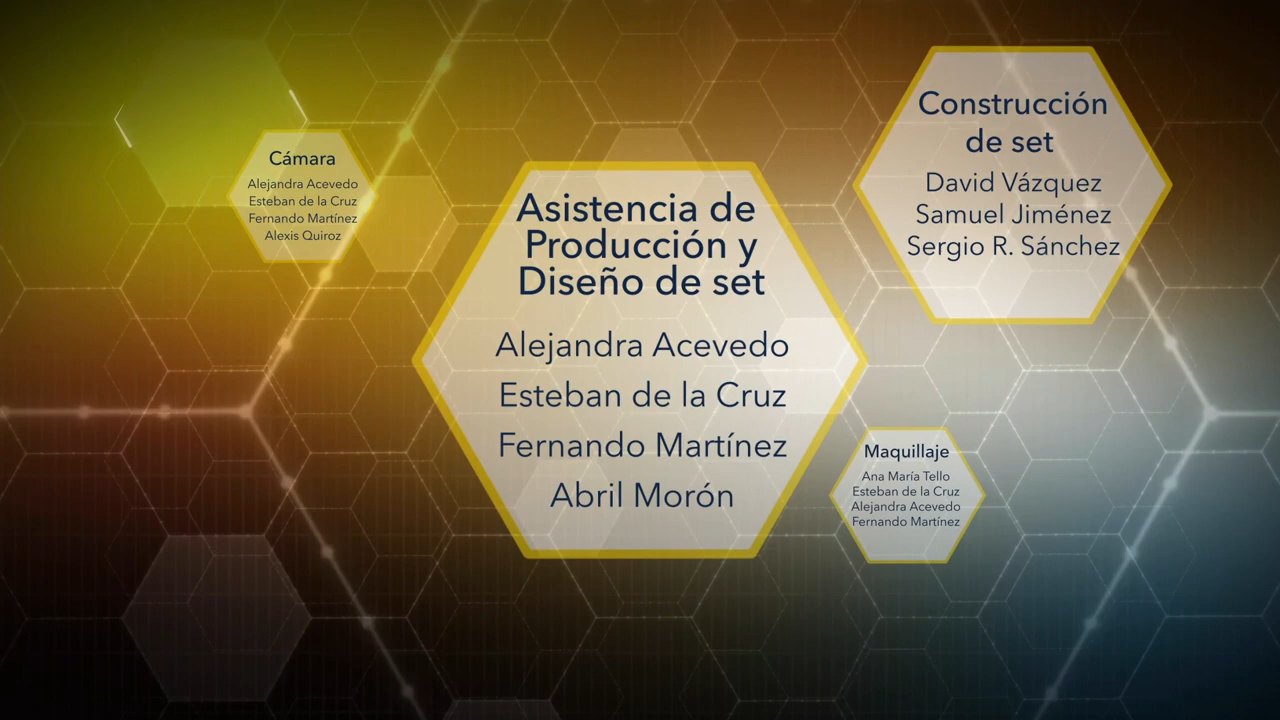 Cámara
Alejandra Acevedo
Esteban de la Cruz
Fernando Martínez
Alexis Quiroz
Asistencia de
Producción y
Diseño de set
Alejandra Acevedo
Esteban de la Cruz
Fernando Martínez
Abril Morón
Construcción
de set
David Vázquez
Samuel Jiménez
Sergio R. Sánchez
Maquillaje
Ana María Tello
Esteban de la Cruz
Alejandra Acevedo
Fernando Martínez